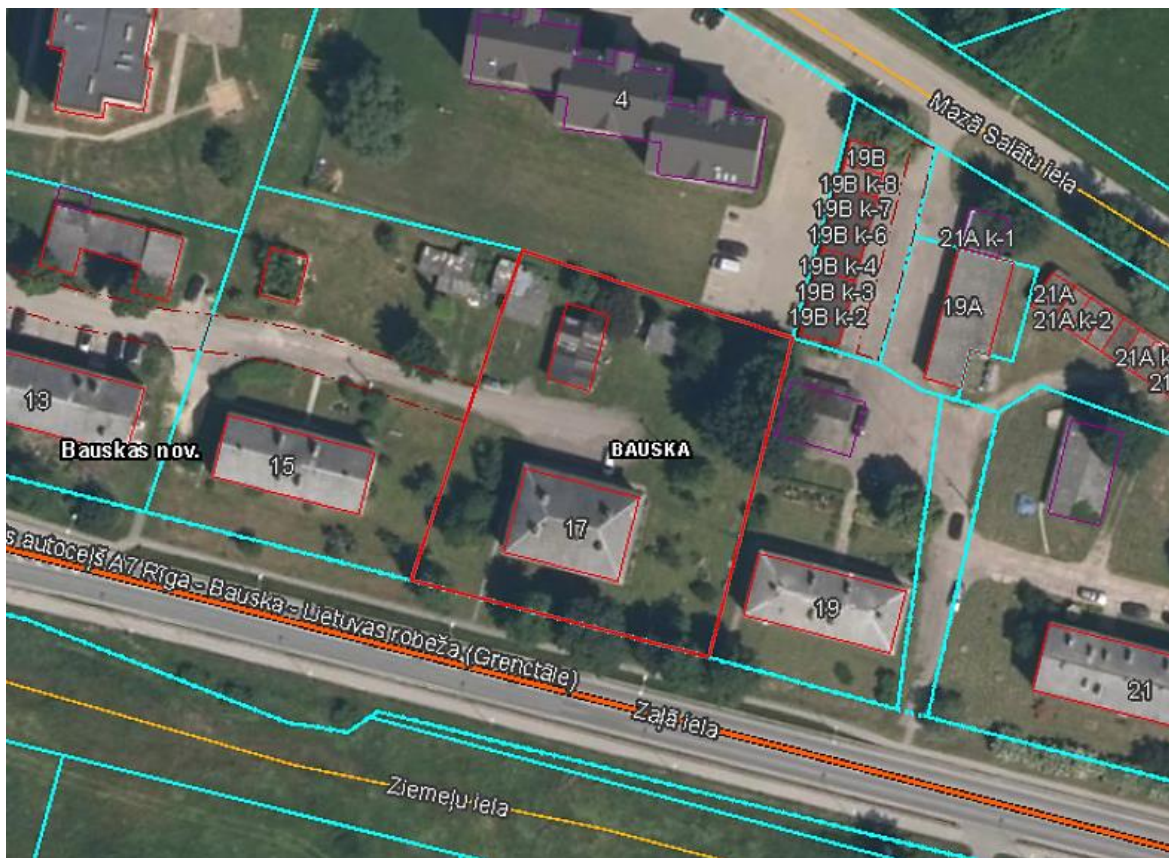 4
Mazā Salātu iela
19B
19B k-8
19B k-7
19B k-6
19B k-4
19B k-3
19B k-2
21A k-1
19A
21A
21A k-2
21A k
21
13
Bauskas nov.
15
BAUSKA
17
19
21
s autoceļš A7 Rīga - Bauska - Lietuvas robeža (Grenctāle)
Zaļā iela
Ziemeļu iela